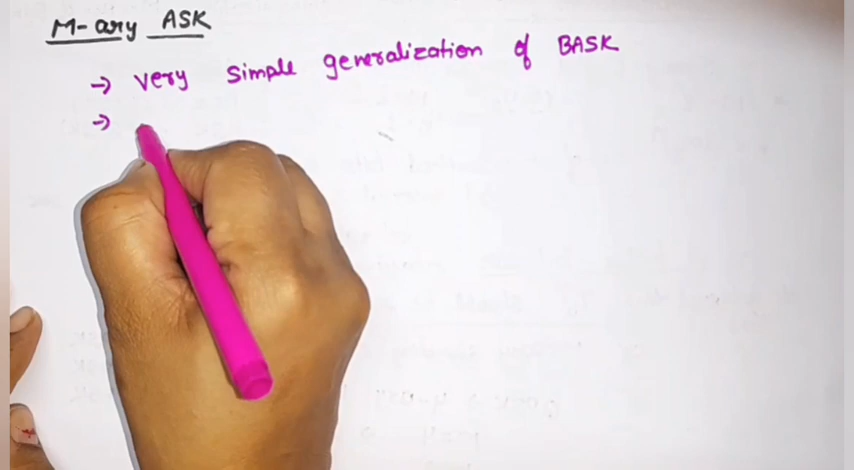 M-ary ASK
→ very simple generalization of BASK
→